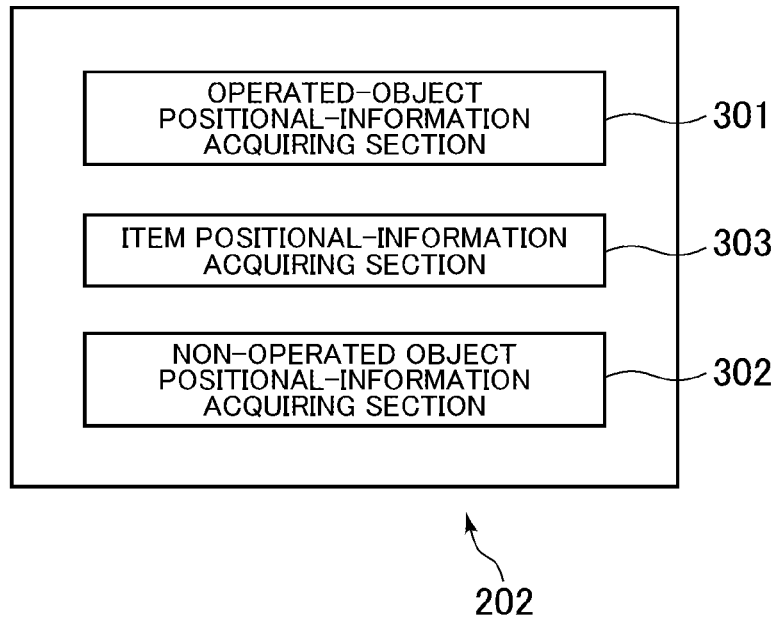 OPERATED-OBJECT
POSITIONAL-INFORMATION
ACQUIRING SECTION
301
ITEM POSITIONAL-INFORMATION
ACQUIRING SECTION
303
NON-OPERATED OBJECT
POSITIONAL-INFORMATION
ACQUIRING SECTION
302
202